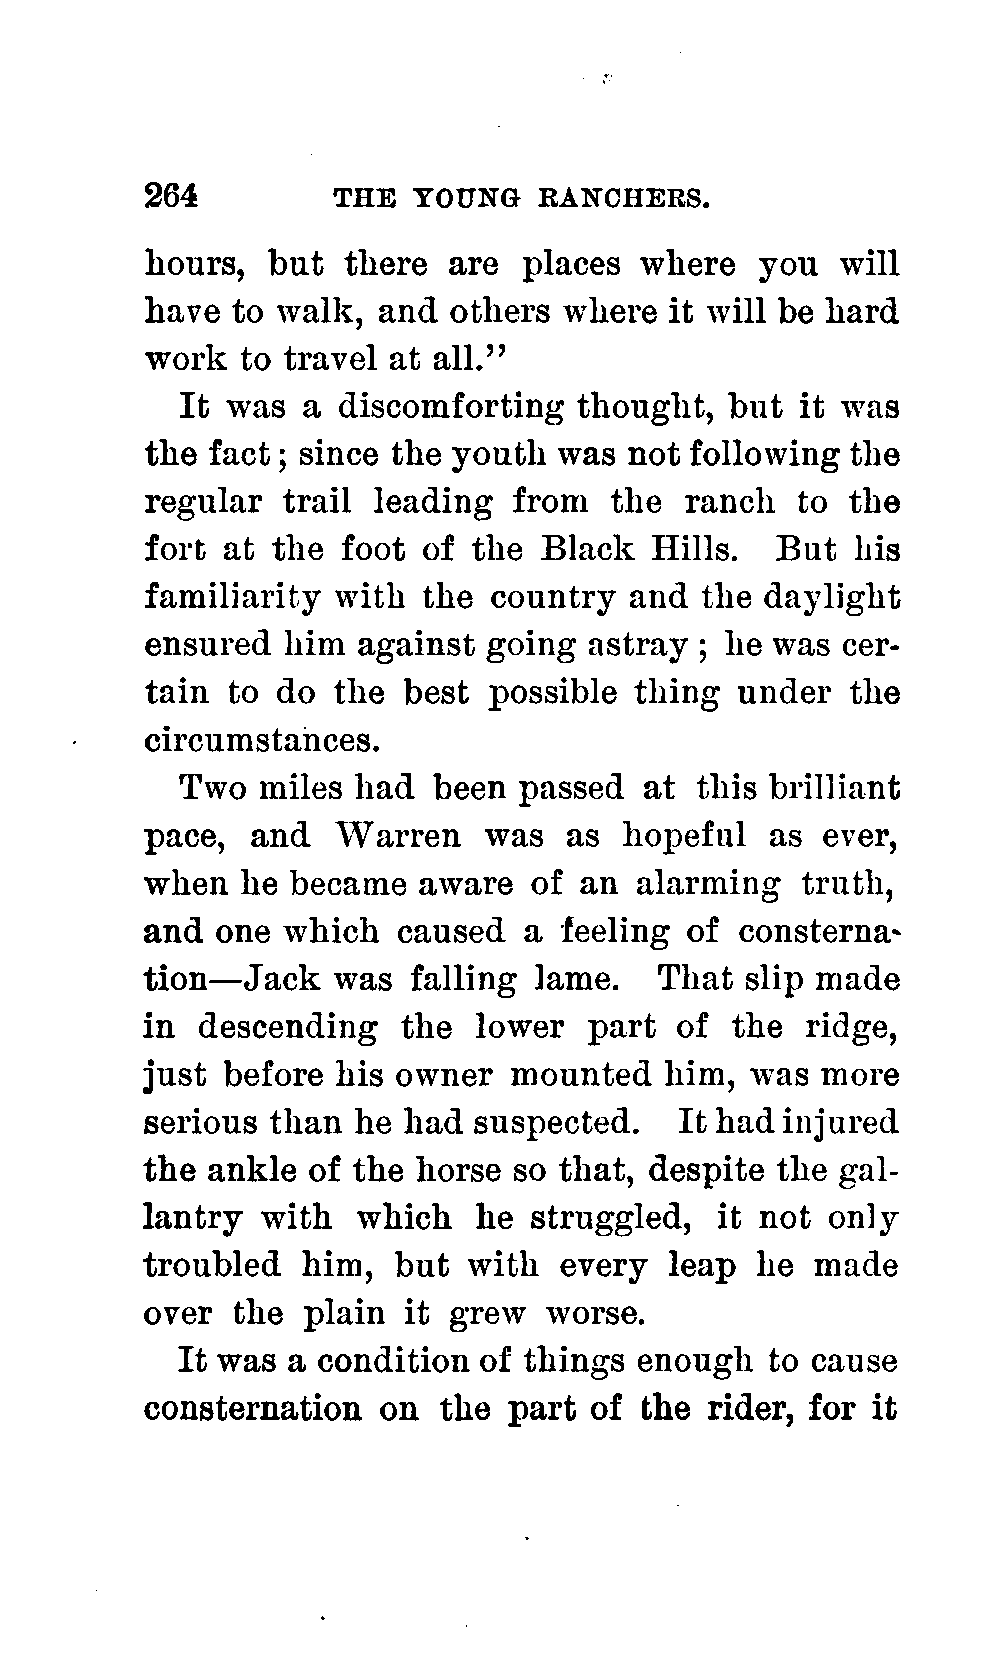 264 THE YOUNG RANCHERS.
hours, but there are places where you will
have to walk, and others where it will be hard
work to travel at all."
It was a discomforting thought, but it was
the fact; since the youth was not following the
regular trail leading from the ranch to the
fort at the foot of the Black Hills. But his
familiarity with the country and the daylight
ensured him against going astray; he was cer-
tain to do the best possible thing under the
circumstances.
Two miles had been passed at this brilliant
pace, and Warren was as hopeful as ever,
when he became aware of an alarming truth,
and one which caused a feeling of consterna-
tion—Jack was falling lame. That slip made
in descending the lower part of the ridge,
just before his owner mounted him, was more
serious than he had suspected. It had injured
the ankle of the horse so that, despite the gal-
lantry with which he struggled, it not only
troubled him, but with every leap he made
over the plain it grew worse.
It was a condition of things enough to cause
consternation on the part of the rider, for it